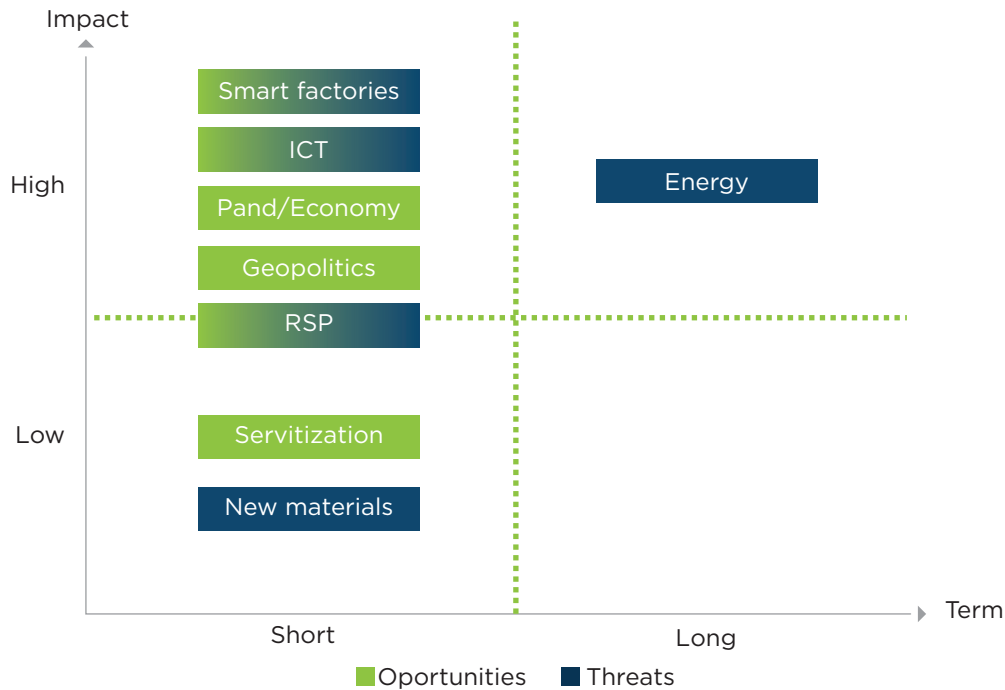 Impact
Smart factories
ICT
High
Energy
Pand/Economy
Geopolitics
RSP
Low
Servitization
New materials
Term
Short
Long
Oportunities
Threats